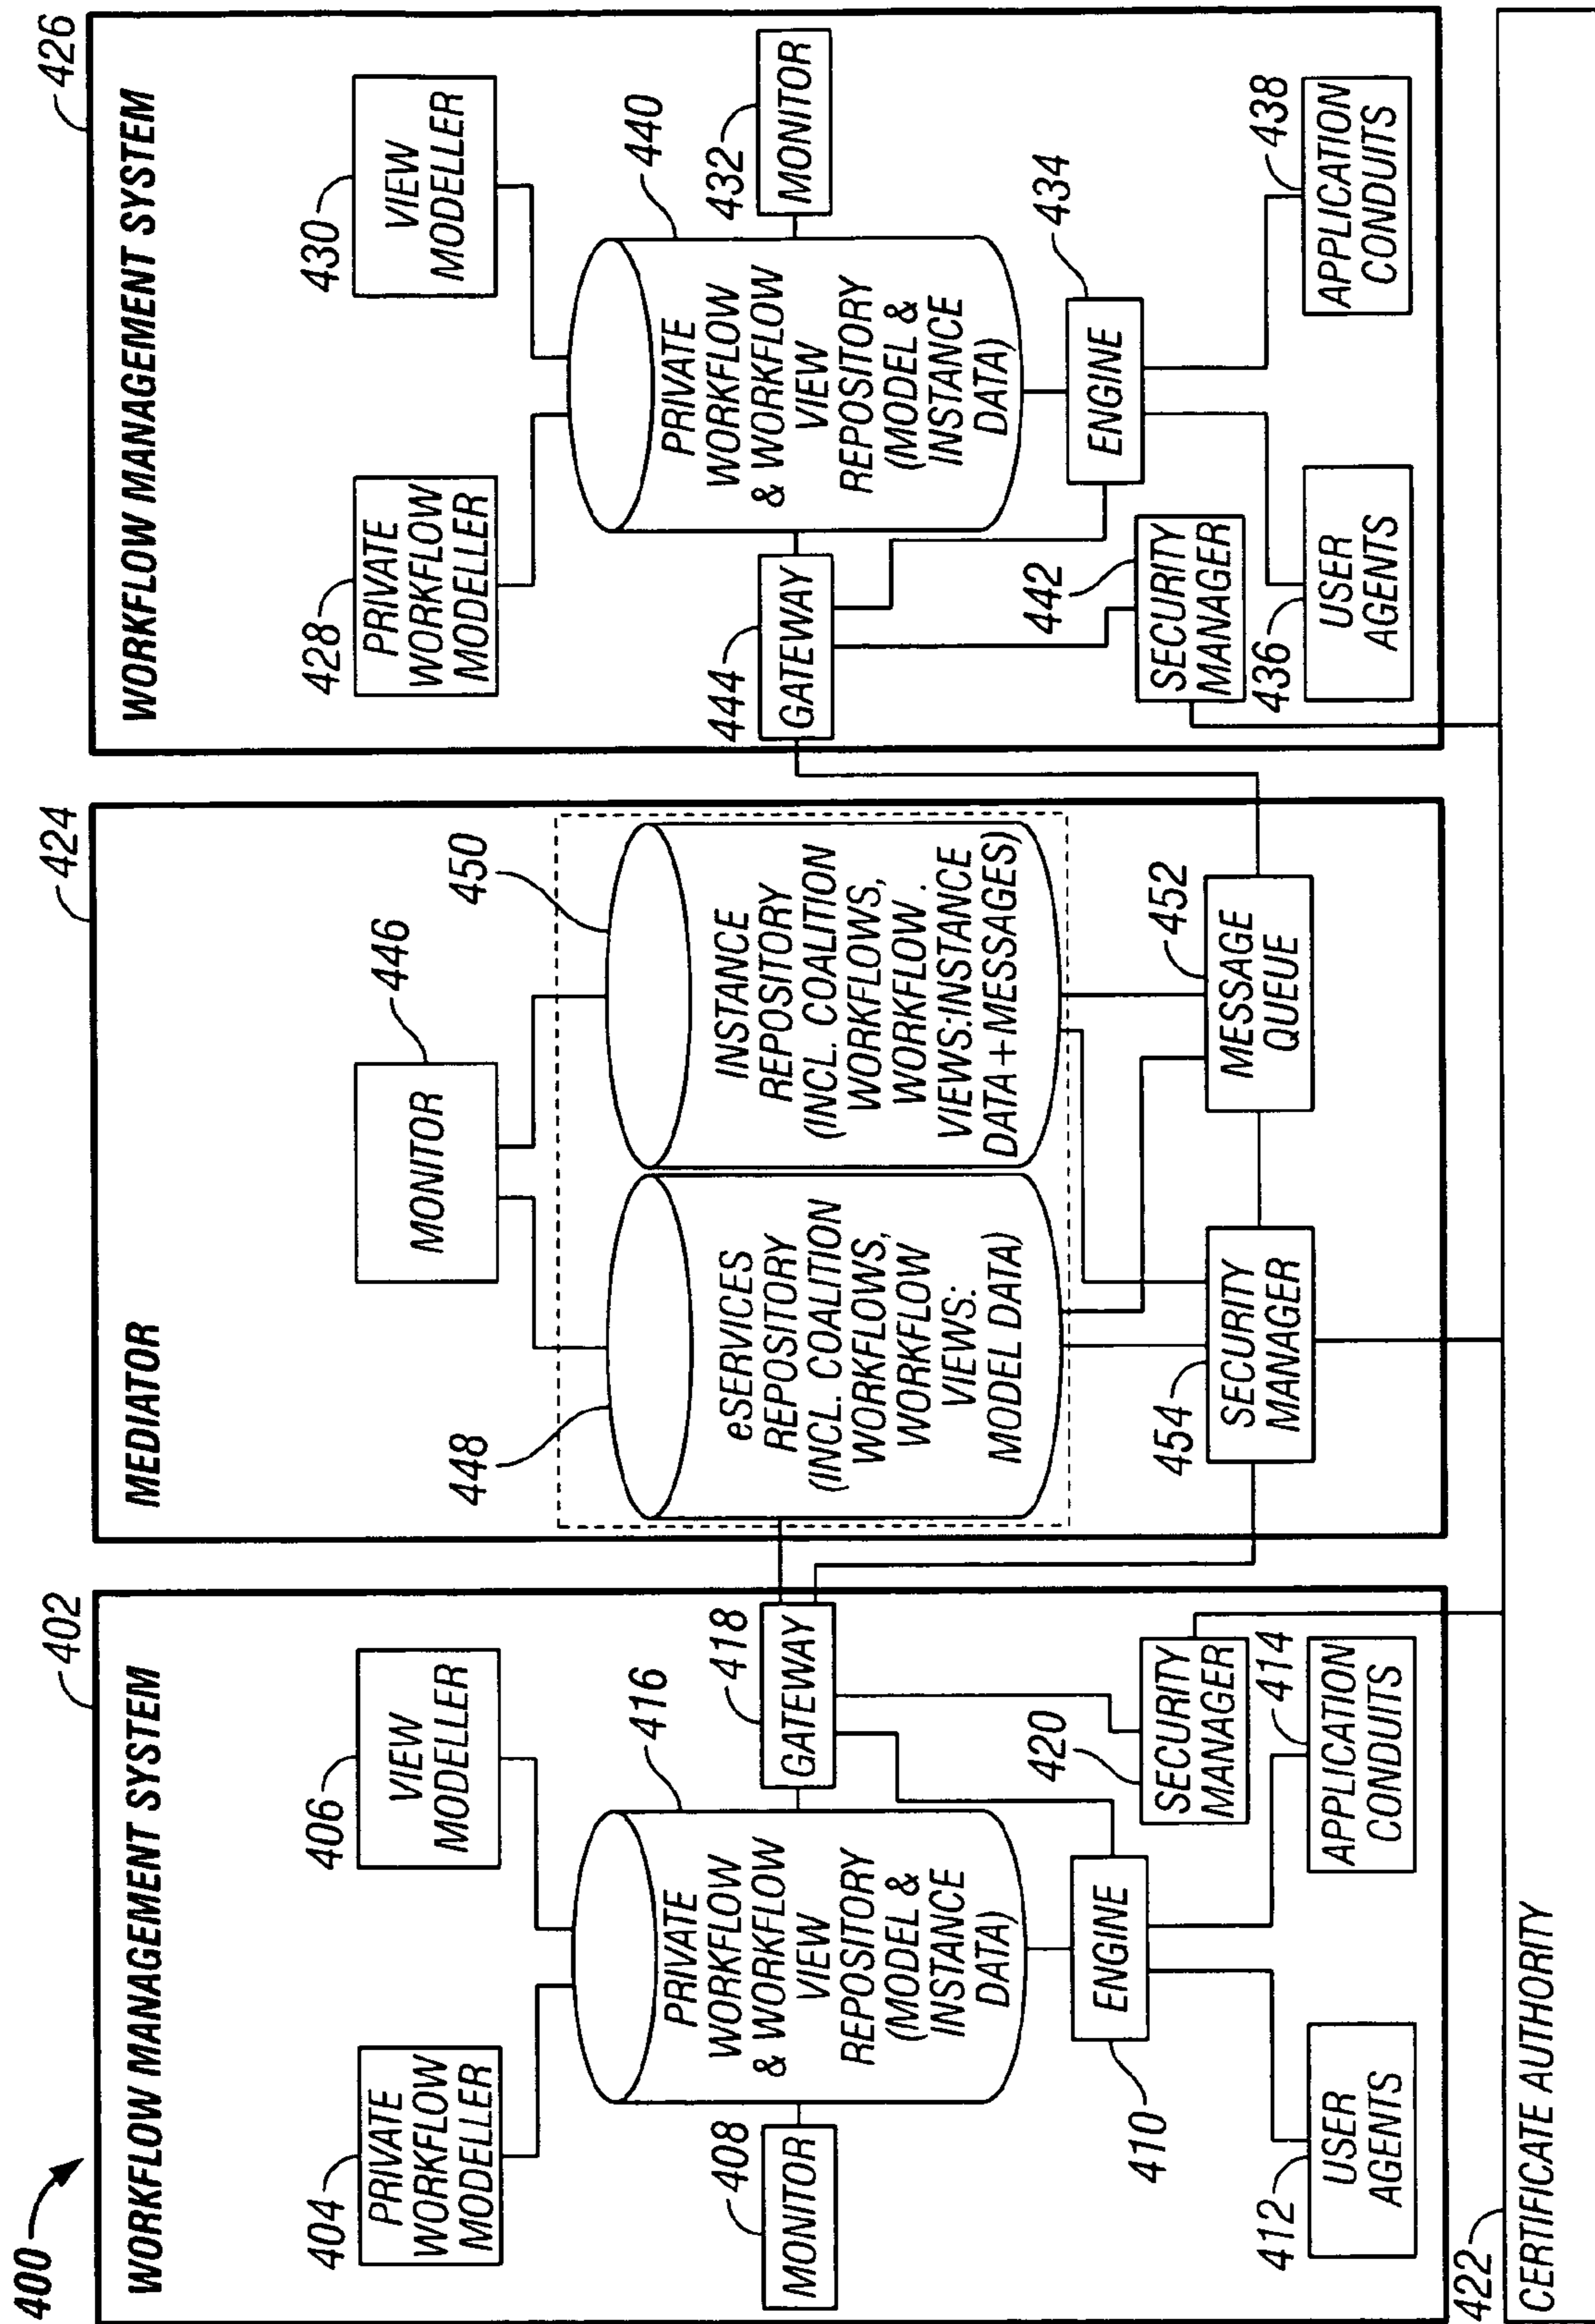 400
402
WORKFLOW MANAGEMENT SYSTEM
404
PRIVATE
WORKFLOW
MODELLER
406
VIEW
MODELLER
408
MONITOR
416
PRIVATE
WORKFLOW
& WORKFLOW
VIEW
REPOSITORY
(MODEL &
INSTANCE
DATA)
418
GATEWAY
410
ENGINE
420
SECURITY
MANAGER
412
USER
AGENTS
414
APPLICATION
CONDUITS
424
MEDIATOR
446
MONITOR
448
eSERVICES
REPOSITORY
(INCL. COALITION
WORKFLOWS,
WORKFLOW
VIEWS:
MODEL DATA)
450
INSTANCE
REPOSITORY
(INCL. COALITION
WORKFLOWS,
WORKFLOW.
VIEWS:INSTANCE
DATA+MESSAGES)
454
SECURITY
MANAGER
452
MESSAGE
QUEUE
426
WORKFLOW MANAGEMENT SYSTEM
428
PRIVATE
WORKFLOW
MODELLER
430
VIEW
MODELLER
440
PRIVATE
WORKFLOW
& WORKFLOW
VIEW
REPOSITORY
(MODEL &
INSTANCE
DATA)
432
MONITOR
444
GATEWAY
434
ENGINE
442
SECURITY
MANAGER
436
USER
AGENTS
438
APPLICATION
CONDUITS
422
CERTIFICATE AUTHORITY